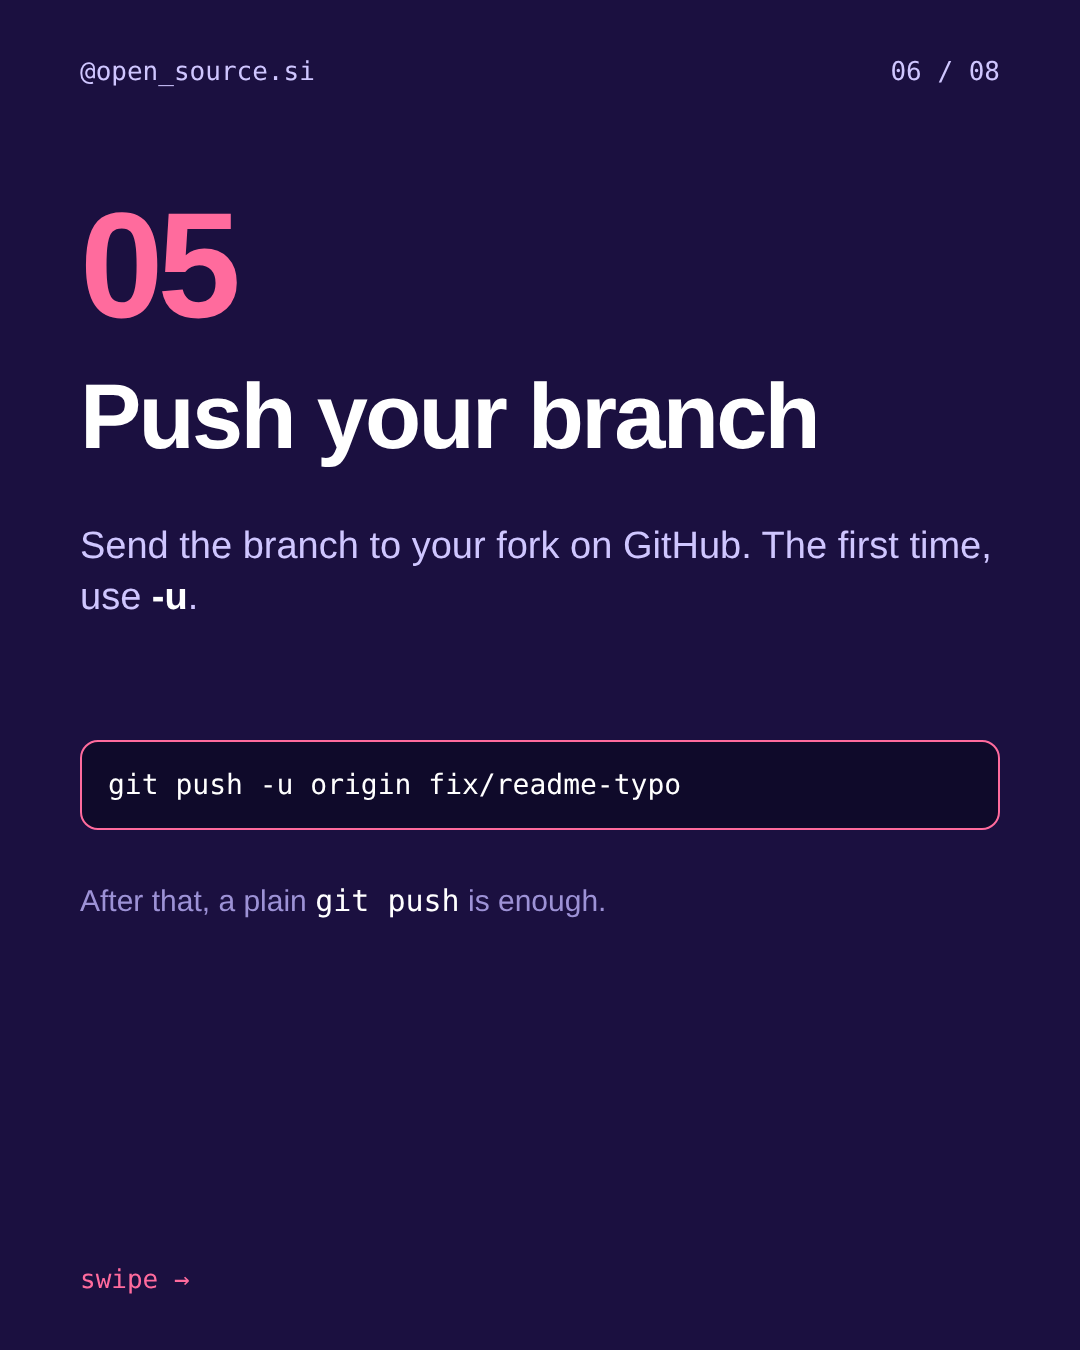 @open_source.si
06 / 08
05
Push your branch
Send the branch to your fork on GitHub. The first time,
use -u.
git push -u origin fix/readme-typo
After that, a plain git push is enough.
swipe →